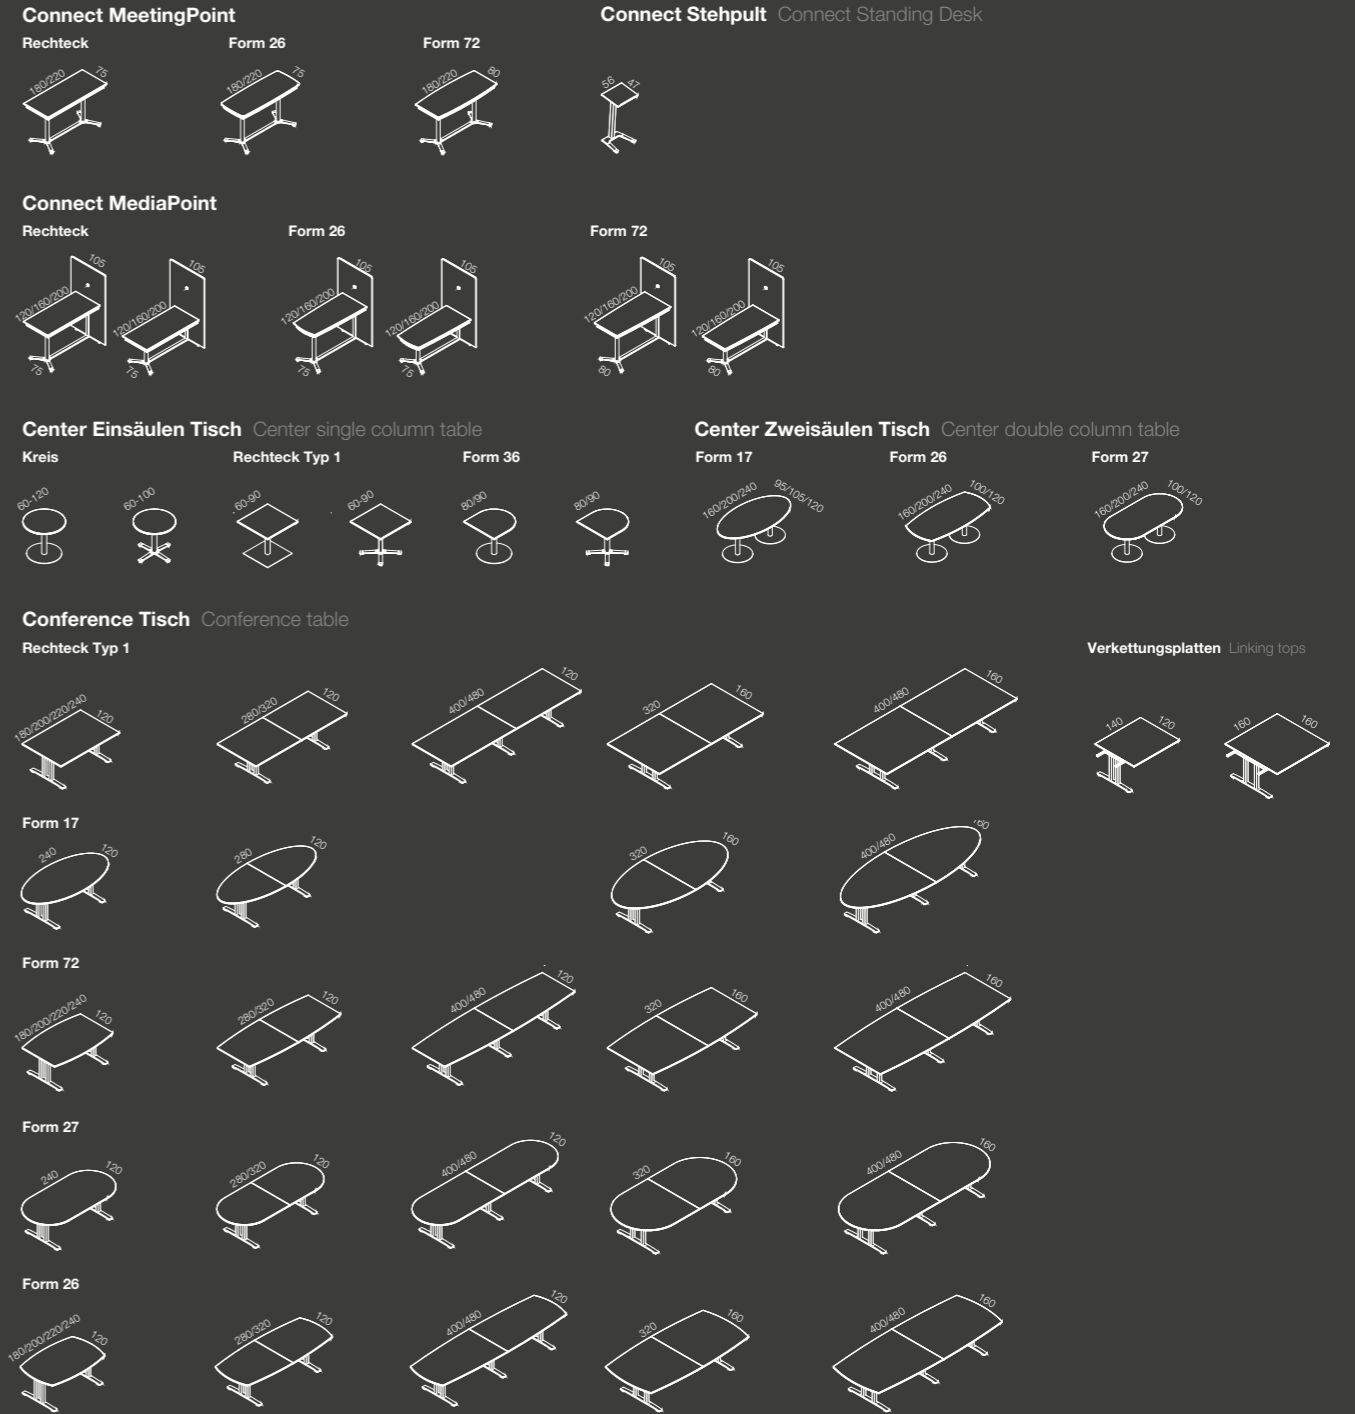 Connect MeetingPoint
Rechteck
Form 26
Form 72
180/220 75
180/220 75
180/220 80
Connect Stehpult Connect Standing Desk
56 47
Connect MediaPoint
Rechteck
Form 26
Form 72
120/160/200 105 75
120/160/200 105 75
120/160/200 105 75
120/160/200 105 75
120/160/200 105 80
120/160/200 105 80
Center Einsäulen Tisch Center single column table
Kreis
Rechteck Typ 1
Form 36
60-120
60-100
60-90
60-90
80/90
80/90
Center Zweisäulen Tisch Center double column table
Form 17
Form 26
Form 27
160/200/240 95/105/120
160/200/240 100/120
160/200/240 100/120
Conference Tisch Conference table
Rechteck Typ 1
180/200/220/240 120
280/320 120
400/480 120
320 160
400/480 160
Verkettungsplatten Linking tops
140 120
160 160
Form 17
240 120
280 120
320 160
400/480 160
Form 72
180/200/220/240 120
280/320 120
400/480 120
320 160
400/480 160
Form 27
240 120
280/320 120
400/480 120
320 160
400/480 160
Form 26
180/200/220/240 120
280/320 120
400/480 120
320 160
400/480 160